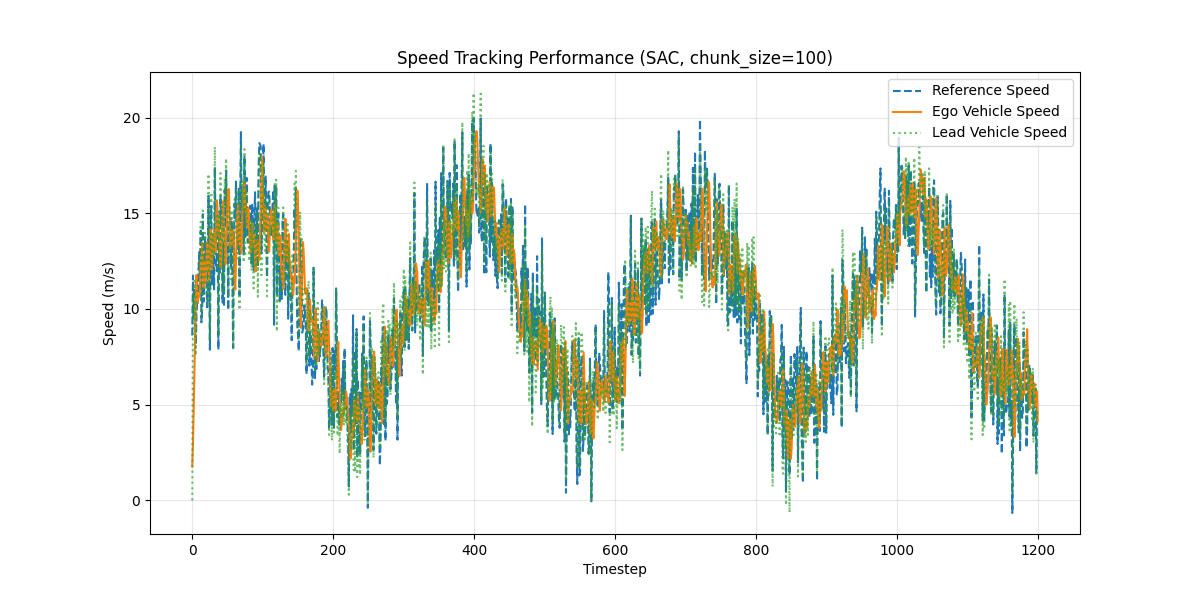 Speed Tracking Performance (SAC, chunk_size=100)
Reference Speed
Ego Vehicle Speed
Lead Vehicle Speed
Speed (m/s)
20
15
10
5
0
0 200 400 600 800 1000 1200
Timestep